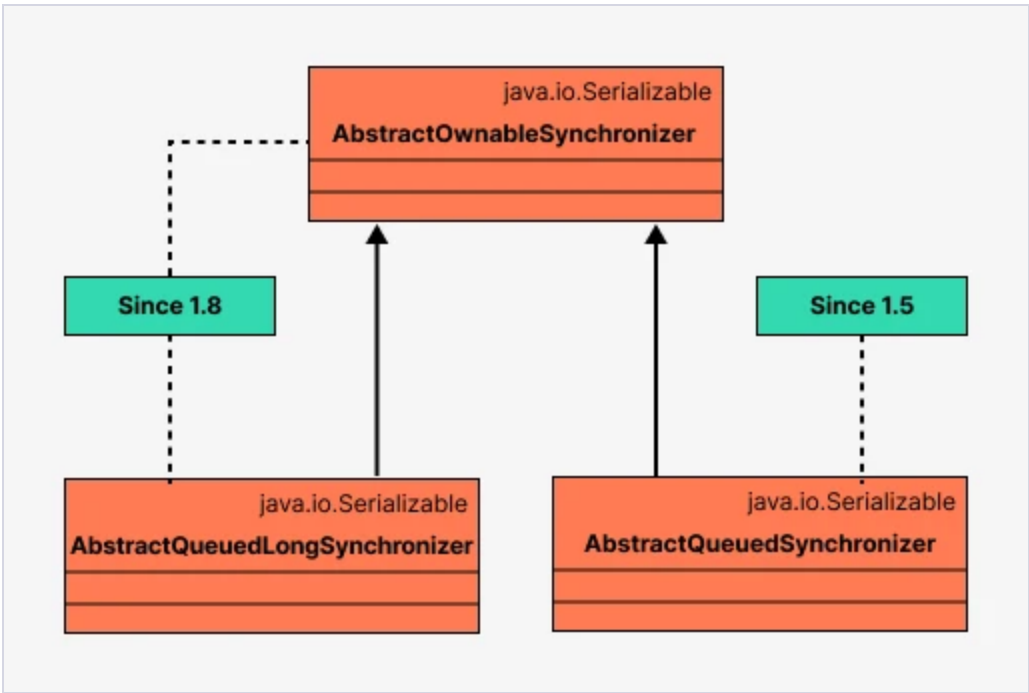 java.io.Serializable
AbstractOwnableSynchronizer
Since 1.8
Since 1.5
java.io.Serializable
AbstractQueuedLongSynchronizer
java.io.Serializable
AbstractQueuedSynchronizer